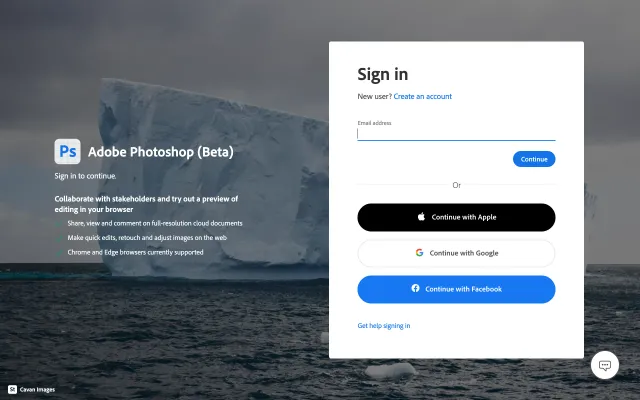 Ps Adobe Photoshop (Beta)
Sign in to continue.
Collaborate with stakeholders and try out a preview of
editing in your browser
Share, view and comment on full-resolution cloud documents
Make quick edits, retouch and adjust images on the web
Chrome and Edge browsers currently supported
St Cavan Images
Sign in
New user? Create an account
Email address
Continue
Or
Continue with Apple
Continue with Google
Continue with Facebook
Get help signing in